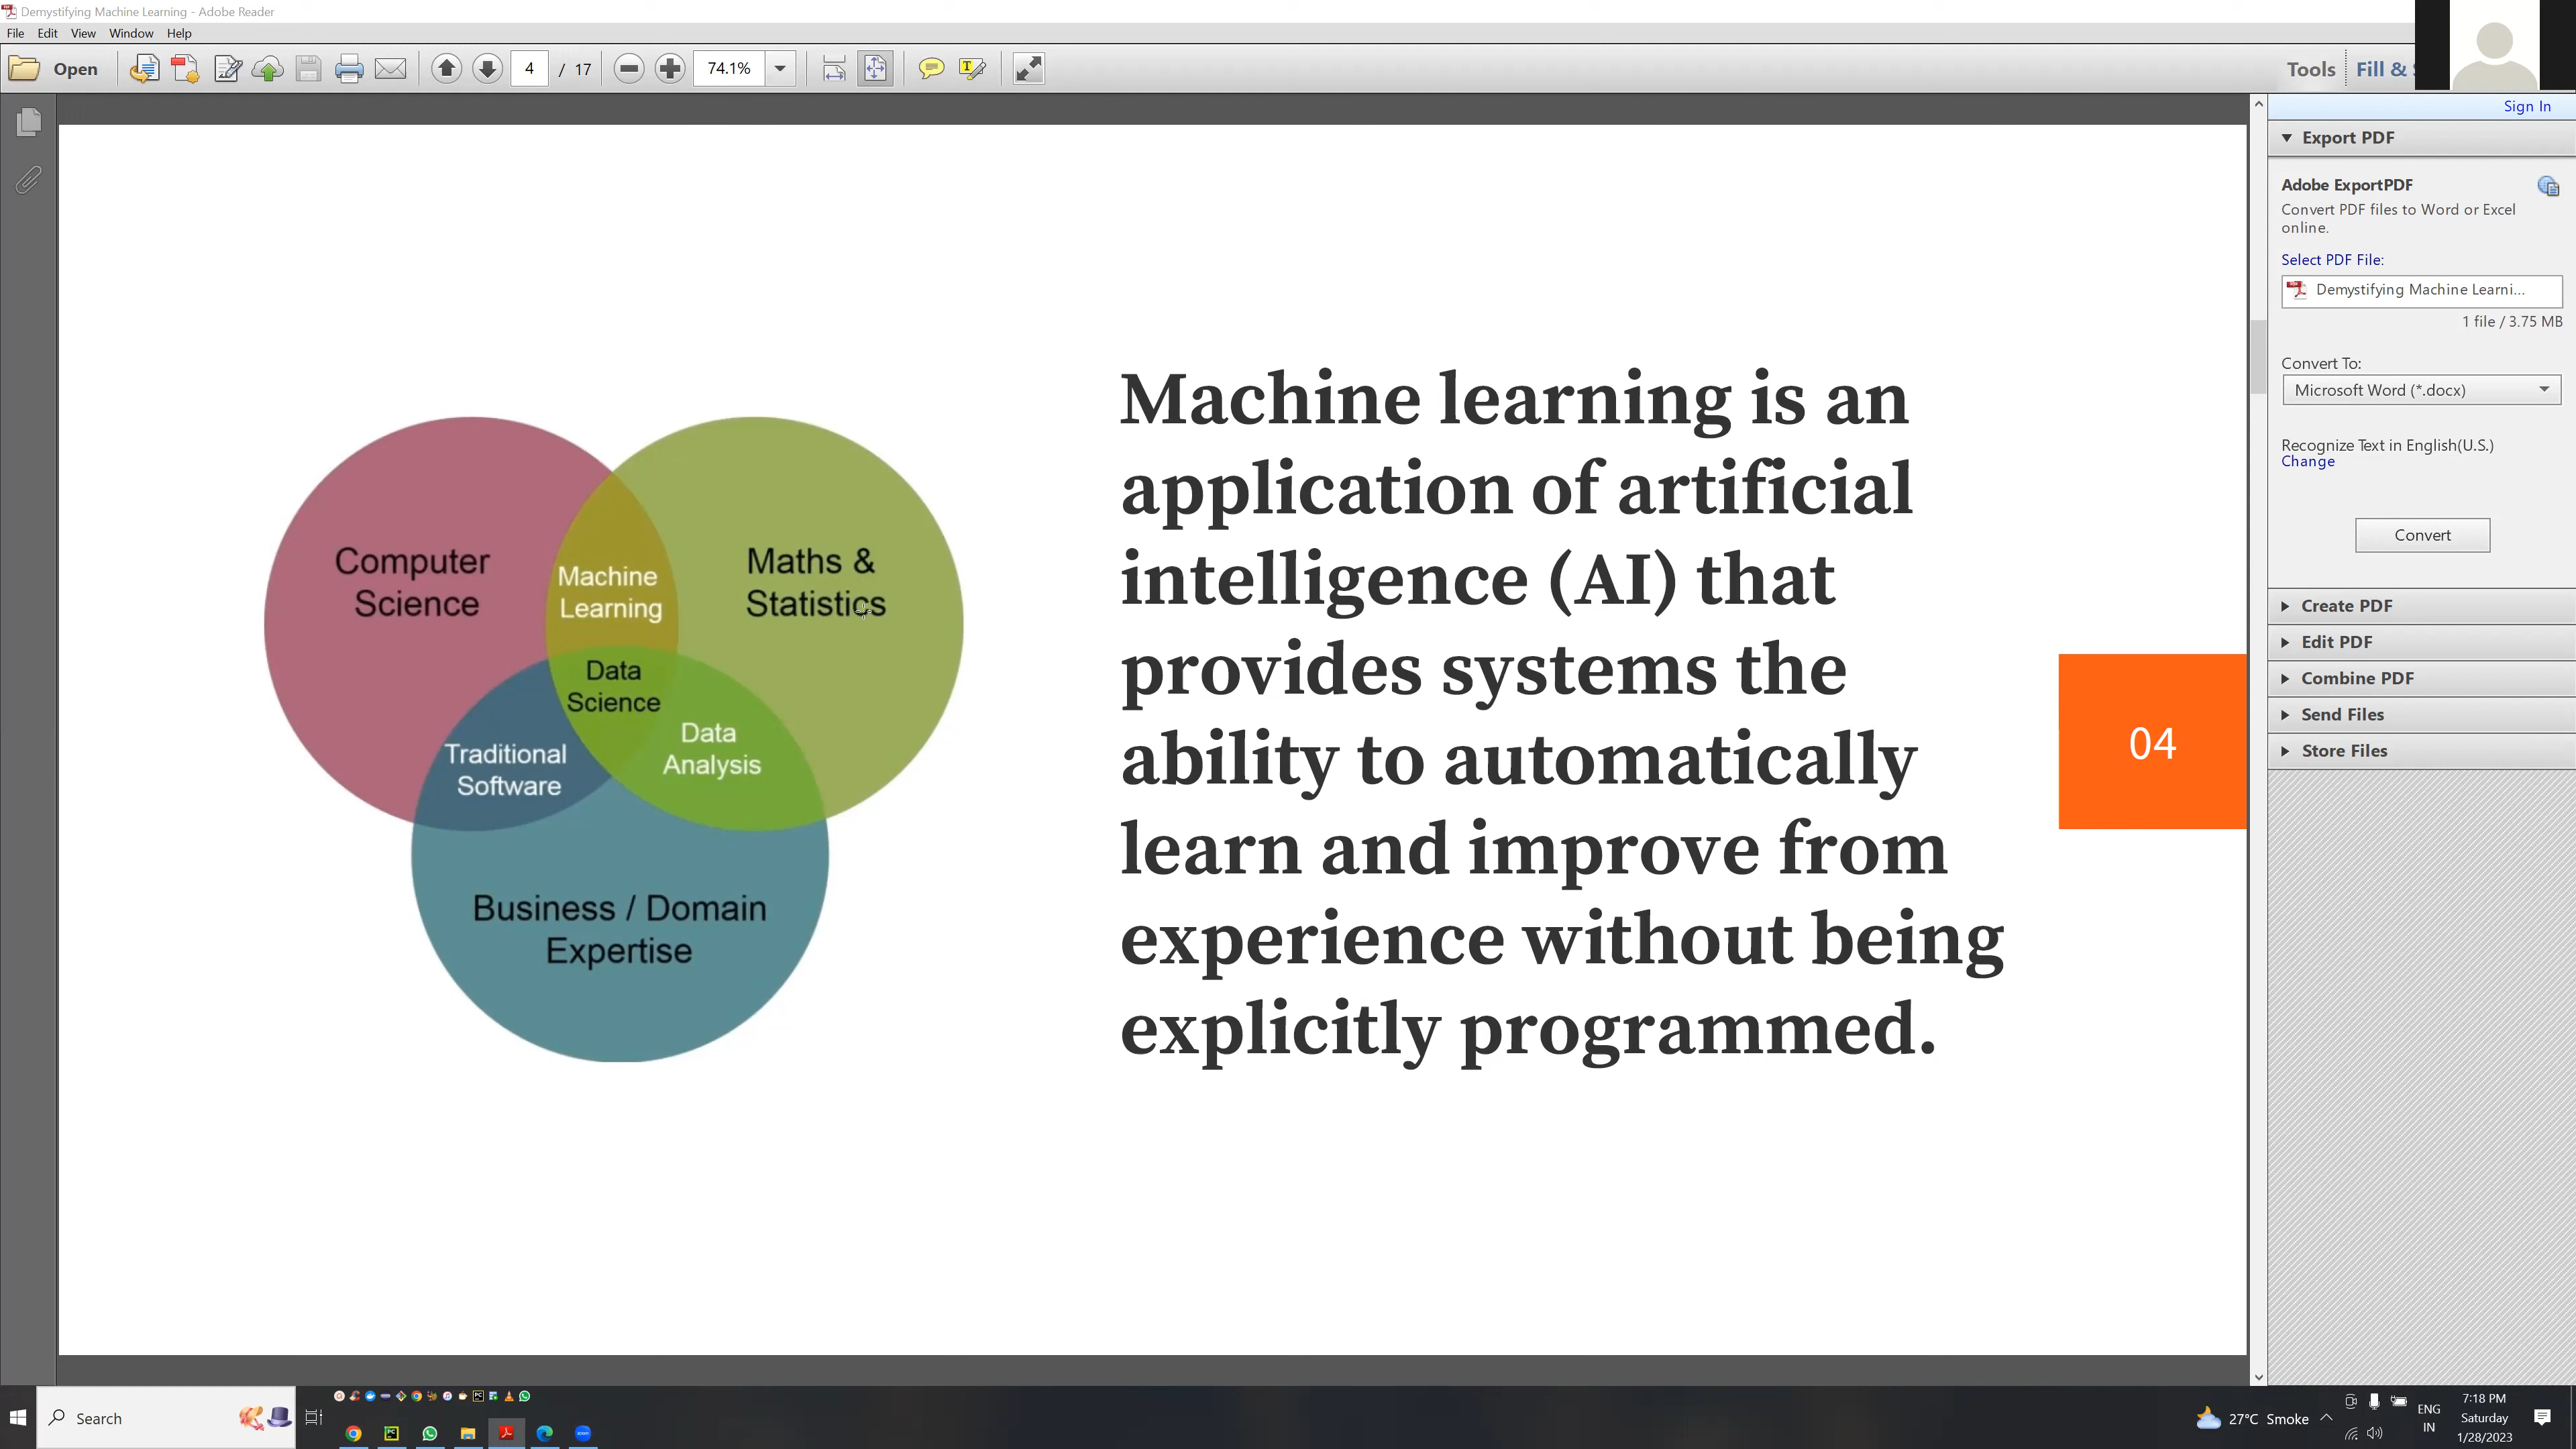 Demystifying Machine Learning - Adobe Reader
File Edit View Window Help
Open
4 / 17
74.1%
Tools
Fill &
Sign In
Export PDF
Adobe ExportPDF
Convert PDF files to Word or Excel
online.
Select PDF File:
Demystifying Machine Learni...
1 file / 3.75 MB
Convert To:
Microsoft Word (*.docx)
Recognize Text in English(U.S.)
Change
Convert
Create PDF
Edit PDF
Combine PDF
Send Files
Store Files
Computer
Science
Machine
Learning
Maths &
Statistics
Data
Science
Traditional
Software
Data
Analysis
Business / Domain
Expertise
Machine learning is an
application of artificial
intelligence (AI) that
provides systems the
ability to automatically
learn and improve from
experience without being
explicitly programmed.
04
Search
27°C Smoke
ENG
IN
7:18 PM
Saturday
1/28/2023